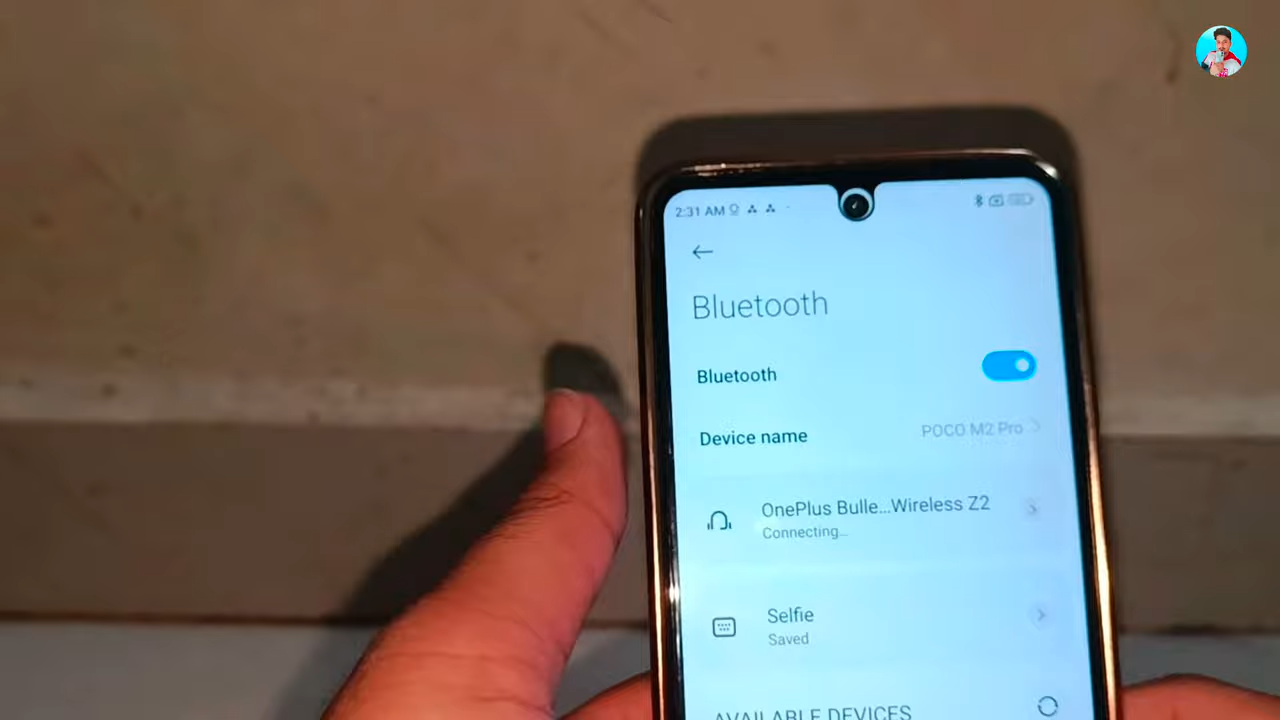 2:31 AM
Bluetooth
Bluetooth
Device name
POCO M2 Pro
OnePlus Bulle...Wireless Z2
Connecting...
Selfie
Saved
AVAILABLE DEVICES